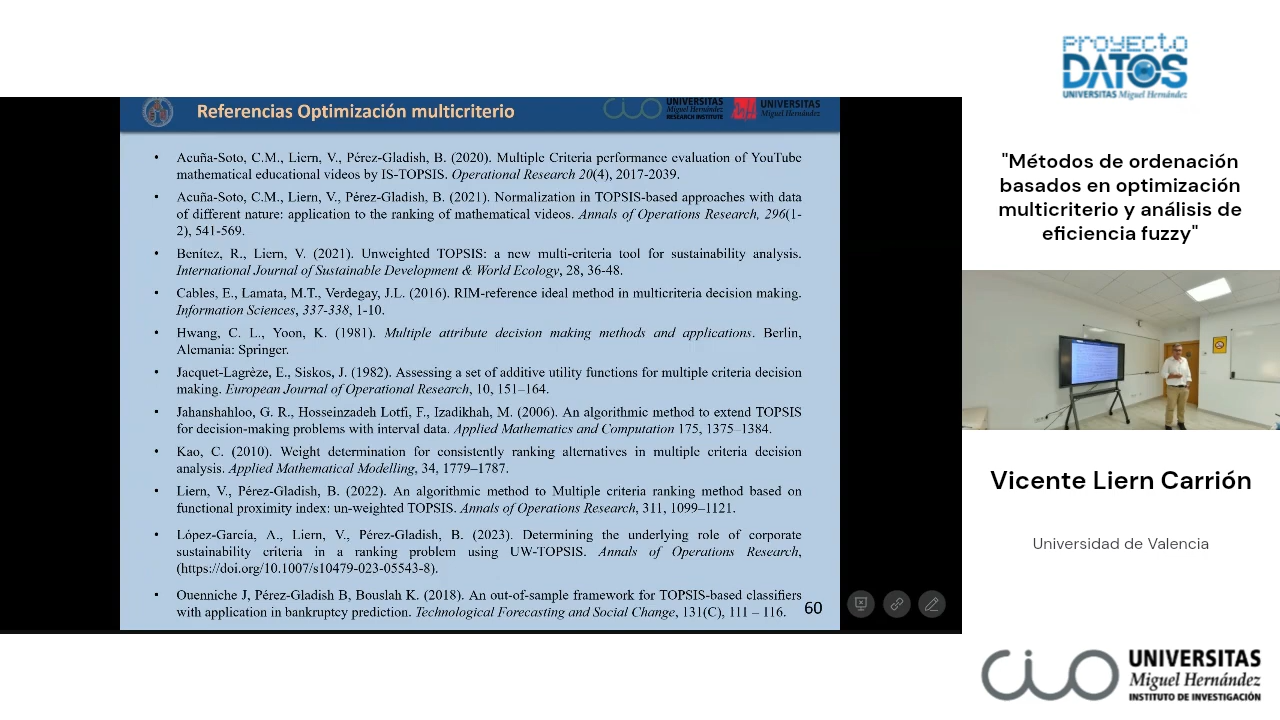 Referencias Optimización multicriterio
UNIVERSITAS
Miguel Hernández
RESEARCH INSTITUTE
UNIVERSITAS
Miguel Hernández
• Acuña-Soto, C.M., Liern, V., Pérez-Gladish, B. (2020). Multiple Criteria performance evaluation of YouTube
mathematical educational videos by IS-TOPSIS. Operational Research 20(4), 2017-2039.
• Acuña-Soto, C.M., Liern, V., Pérez-Gladish, B. (2021). Normalization in TOPSIS-based approaches with data
of different nature: application to the ranking of mathematical videos. Annals of Operations Research, 296(1-
2), 541-569.
• Benítez, R., Liern, V. (2021). Unweighted TOPSIS: a new multi-criteria tool for sustainability analysis.
International Journal of Sustainable Development & World Ecology, 28, 36-48.
• Cables, E., Lamata, M.T., Verdegay, J.L. (2016). RIM-reference ideal method in multicriteria decision making.
Information Sciences, 337-338, 1-10.
• Hwang, C. L., Yoon, K. (1981). Multiple attribute decision making methods and applications. Berlin,
Alemania: Springer.
• Jacquet-Lagrèze, E., Siskos, J. (1982). Assessing a set of additive utility functions for multiple criteria decision
making. European Journal of Operational Research, 10, 151–164.
• Jahanshahloo, G. R., Hosseinzadeh Lotfi, F., Izadikhah, M. (2006). An algorithmic method to extend TOPSIS
for decision-making problems with interval data. Applied Mathematics and Computation 175, 1375–1384.
• Kao, C. (2010). Weight determination for consistently ranking alternatives in multiple criteria decision
analysis. Applied Mathematical Modelling, 34, 1779–1787.
• Liern, V., Pérez-Gladish, B. (2022). An algorithmic method to Multiple criteria ranking method based on
functional proximity index: un-weighted TOPSIS. Annals of Operations Research, 311, 1099–1121.
• López-García, A., Liern, V., Pérez-Gladish, B. (2023). Determining the underlying role of corporate
sustainability criteria in a ranking problem using UW-TOPSIS. Annals of Operations Research,
(https://doi.org/10.1007/s10479-023-05543-8).
• Ouenniche J, Pérez-Gladish B, Bouslah K. (2018). An out-of-sample framework for TOPSIS-based classifiers
with application in bankruptcy prediction. Technological Forecasting and Social Change, 131(C), 111 – 116.
60
PROYECTO
DATOS
UNIVERSITAS Miguel Hernández
"Métodos de ordenación
basados en optimización
multicriterio y análisis de
eficiencia fuzzy"
Vicente Liern Carrión
Universidad de Valencia
CIO
UNIVERSITAS
Miguel Hernández
INSTITUTO DE INVESTIGACIÓN